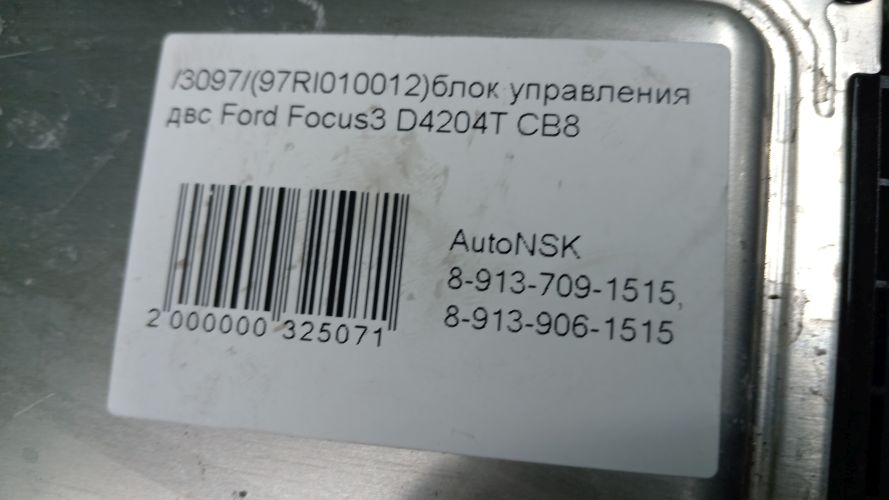 /3097/(97RI010012)блок управления
двс Ford Focus3 D4204T CB8
AutoNSK
8-913-709-1515,
8-913-906-1515
2 000000 325071